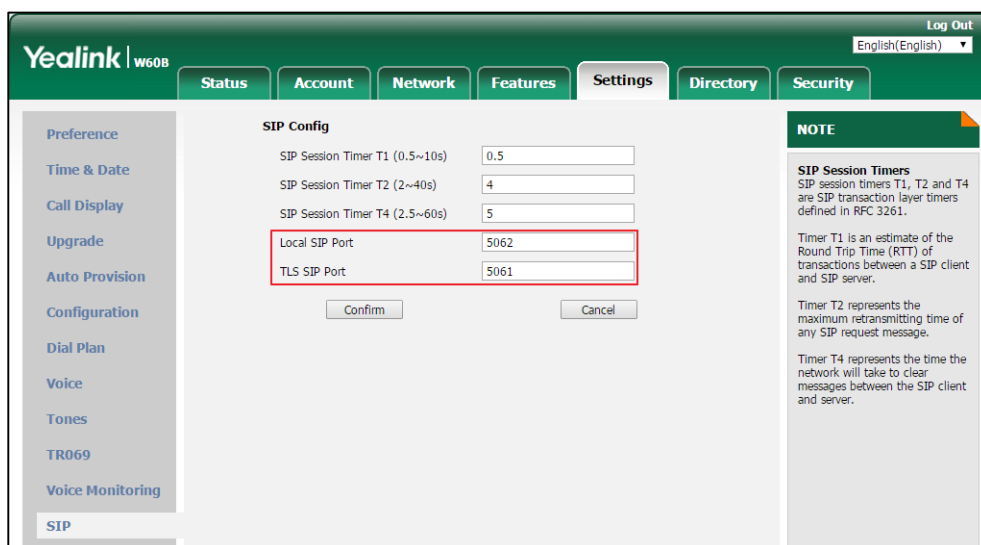 Log Out
Yealink W60B
English(English)
Status
Account
Network
Features
Settings
Directory
Security
Preference
Time & Date
Call Display
Upgrade
Auto Provision
Configuration
Dial Plan
Voice
Tones
TR069
Voice Monitoring
SIP
SIP Config
SIP Session Timer T1 (0.5~10s) 0.5
SIP Session Timer T2 (2~40s) 4
SIP Session Timer T4 (2.5~60s) 5
Local SIP Port 5062
TLS SIP Port 5061
Confirm Cancel
NOTE
SIP Session Timers
SIP session timers T1, T2 and T4
are SIP transaction layer timers
defined in RFC 3261.
Timer T1 is an estimate of the
Round Trip Time (RTT) of
transactions between a SIP client
and SIP server.
Timer T2 represents the
maximum retransmitting time of
any SIP request message.
Timer T4 represents the time the
network will take to clear
messages between the SIP client
and server.